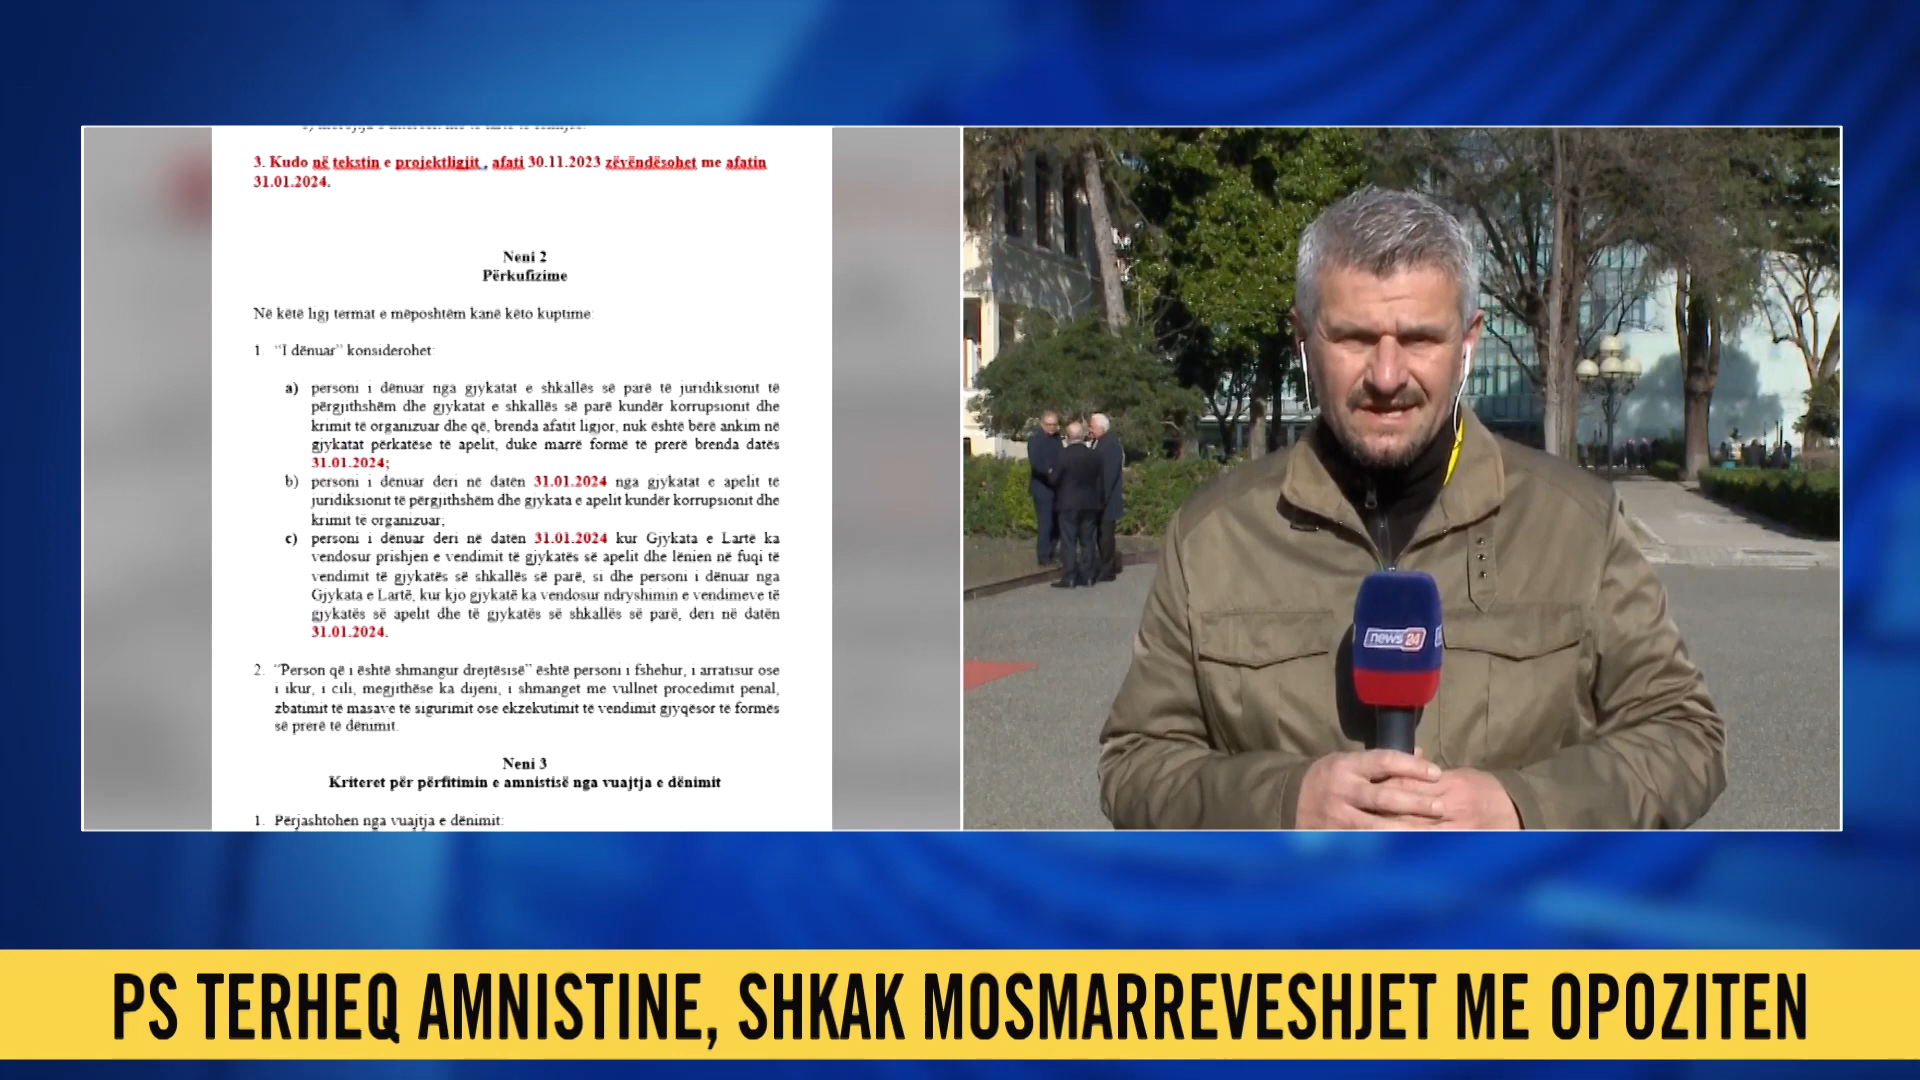 3. Kudo në tekstin e projektligjit , afati 30.11.2023 zëvëndësohet me afatin
31.01.2024.
Neni 2
Përkufizime
Në këtë ligj termat e mëposhtëm kanë këto kuptime:
1. “I dënuar” konsiderohet:
a) personi i dënuar nga gjykatat e shkallës së parë të juridiksionit të
përgjithshëm dhe gjykatat e shkallës së parë kundër korrupsionit dhe
krimit të organizuar dhe që, brenda afatit ligjor, nuk është bërë ankim në
gjykatat përkatëse të apelit, duke marrë formë të prerë brenda datës
31.01.2024;
b) personi i dënuar deri në datën 31.01.2024 nga gjykatat e apelit të
juridiksionit të përgjithshëm dhe gjykata e apelit kundër korrupsionit dhe
krimit të organizuar;
c) personi i dënuar deri në datën 31.01.2024 kur Gjykata e Lartë ka
vendosur prishjen e vendimit të gjykatës së apelit dhe lënien në fuqi të
vendimit të gjykatës së shkallës së parë, si dhe personi i dënuar nga
Gjykata e Lartë, kur kjo gjykatë ka vendosur ndryshimin e vendimeve të
gjykatës së apelit dhe të gjykatës së shkallës së parë, deri në datën
31.01.2024.
2. “Person që i është shmangur drejtësisë” është personi i fshehur, i arratisur ose
i ikur, i cili, megjithëse ka dijeni, i shmanget me vullnet procedimit penal,
zbatimit të masave të sigurimit ose ekzekutimit të vendimit gjyqësor të formës
së prerë të dënimit.
Neni 3
Kriteret për përfitimin e amnistisë nga vuajtja e dënimit
1. Përjashtohen nga vuajtja e dënimit:
news 24
PS TERHEQ AMNISTINE, SHKAK MOSMARREVESHJET ME OPOZITEN